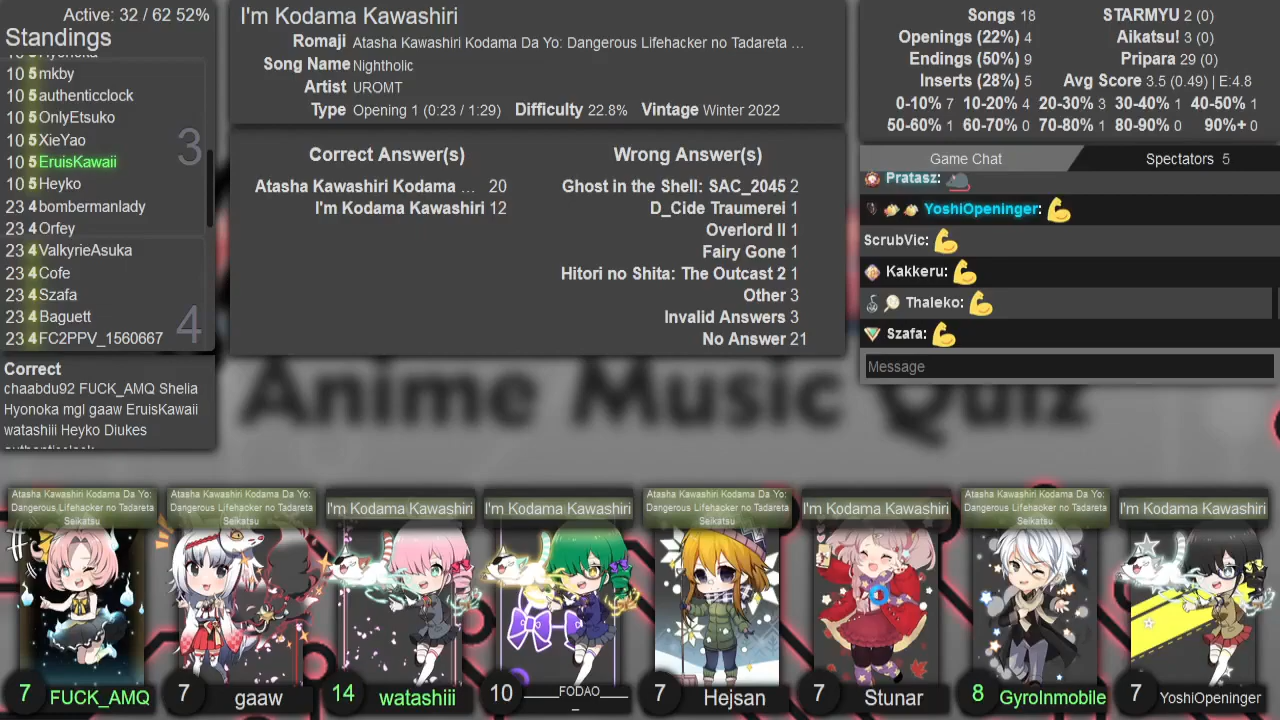 Active: 32 / 62 52%
Standings
Hyonoka
10 5 mkby
10 5 authenticclock
10 5 OnlyEtsuko
10 5 XieYao
10 5 EruisKawaii
10 5 Heyko
3
23 4 bombermanlady
23 4 Orfey
23 4 ValkyrieAsuka
23 4 Cofe
23 4 Szafa
23 4 Baguett
23 4 FC2PPV_1560667
4
Correct
chaabdu92 FUCK_AMQ Shelia
Hyonoka mgl gaaw EruisKawaii
watashiii Heyko Diukes
authenticclock
I'm Kodama Kawashiri
Romaji Atasha Kawashiri Kodama Da Yo: Dangerous Lifehacker no Tadareta ...
Song Name Nightholic
Artist UROMT
Type Opening 1 (0:23 / 1:29) Difficulty 22.8% Vintage Winter 2022
Correct Answer(s)
Atasha Kawashiri Kodama ... 20
I'm Kodama Kawashiri 12
Wrong Answer(s)
Ghost in the Shell: SAC_2045 2
D_Cide Traumerei 1
Overlord II 1
Fairy Gone 1
Hitori no Shita: The Outcast 2 1
Other 3
Invalid Answers 3
No Answer 21
Songs 18
Openings (22%) 4
Endings (50%) 9
Inserts (28%) 5
STARMYU 2 (0)
Aikatsu! 3 (0)
Pripara 29 (0)
Avg Score 3.5 (0.49) | E:4.8
0-10% 7 10-20% 4 20-30% 3 30-40% 1 40-50% 1
50-60% 1 60-70% 0 70-80% 1 80-90% 0 90%+ 0
Game Chat
Spectators 5
Pratasz:
YoshiOpeninger:
ScrubVic:
Kakkeru:
Thaleko:
Szafa:
Message
Anime Music Quiz
Atasha Kawashiri Kodama Da Yo:
Dangerous Lifehacker no Tadareta
Seikatsu
7 FUCK_AMQ
Atasha Kawashiri Kodama Da Yo:
Dangerous Lifehacker no Tadareta
Seikatsu
7 gaaw
I'm Kodama Kawashiri
14 watashiii
I'm Kodama Kawashiri
10 _____FODAO_____
Atasha Kawashiri Kodama Da Yo:
Dangerous Lifehacker no Tadareta
Seikatsu
7 Hejsan
I'm Kodama Kawashiri
7 Stunar
Atasha Kawashiri Kodama Da Yo:
Dangerous Lifehacker no Tadareta
Seikatsu
8 GyroInmobile
I'm Kodama Kawashiri
7 YoshiOpeninger